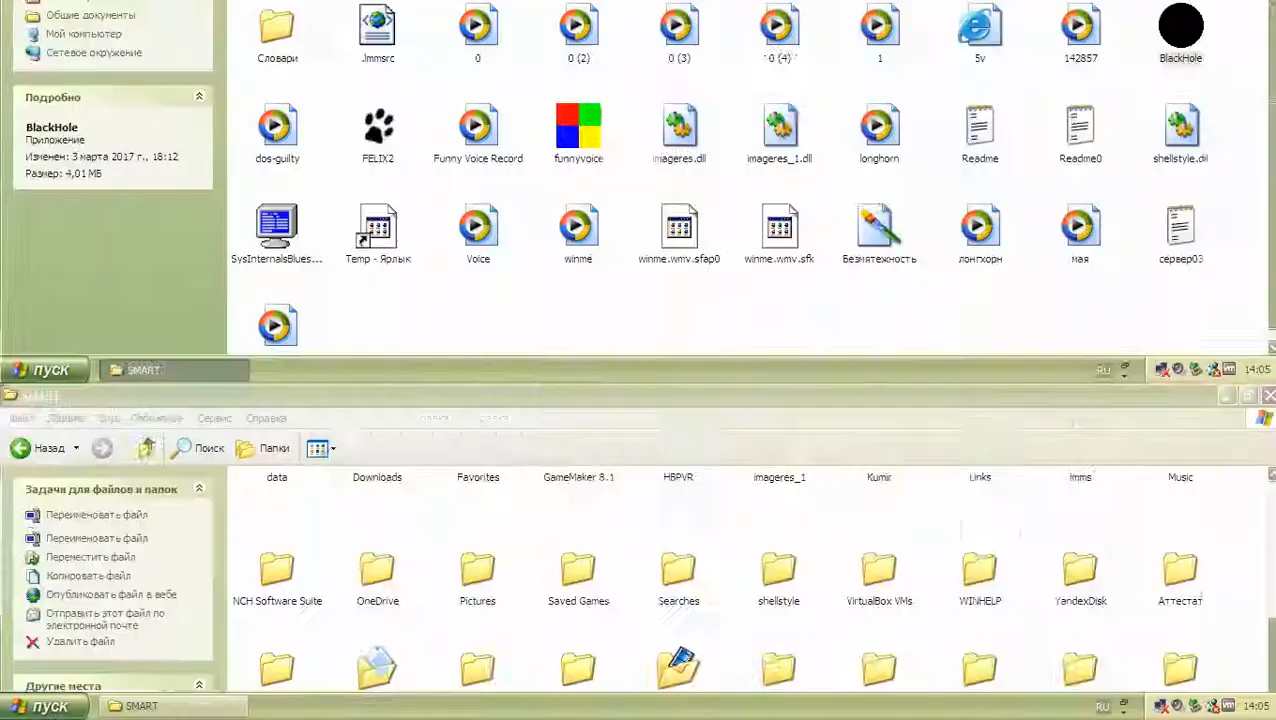 Общие документы
Мой компьютер
Сетевое окружение
Подробно
BlackHole
Приложение
Изменен: 3 марта 2017 г., 18:12
Размер: 4,01 МБ
Словари
.lmmsrc
0
0 (2)
0 (3)
0 (4)
1
5v
142857
BlackHole
dos-guilty
FELIX2
Funny Voice Record
funnyvoice
imageres.dll
imageres_1.dll
longhorn
Readme
Readme0
shellstyle.dll
SysInternalsBlues...
Temp - Ярлык
Voice
winme
winme.wmv.sfap0
winme.wmv.sfk
Безмятежность
лонгхорн
мая
сервер03
пуск
SMART
RU
14:05
Сервис
Справка
Назад
Поиск
Папки
Задачи для файлов и папок
Переименовать файл
Переименовать файл
Переместить файл
Копировать файл
Опубликовать файл в вебе
Отправить этот файл по
электронной почте
Удалить файл
Другие места
data
Downloads
Favorites
GameMaker 8.1
HBPVR
imageres_1
Kumir
Links
lmms
Music
NCH Software Suite
OneDrive
Pictures
Saved Games
Searches
shellstyle
VirtualBox VMs
WINHELP
YandexDisk
Аттестат
пуск
SMART
RU
14:05